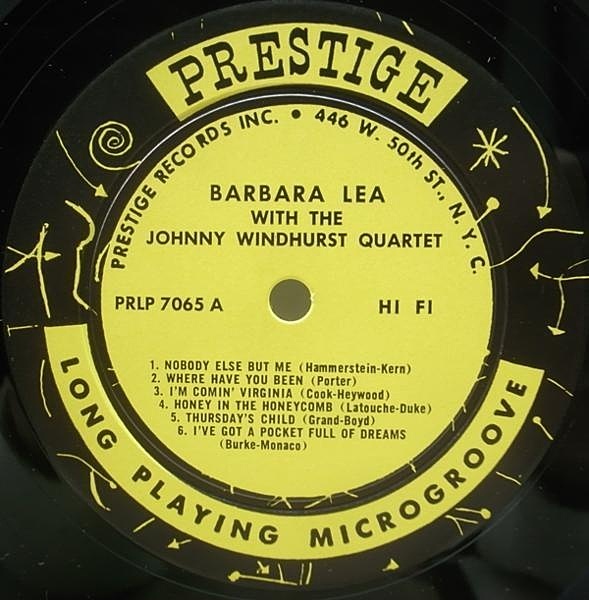 PRESTIGE
PRESTIGE RECORDS INC. • 446 W. 50th ST., N.Y.C.
BARBARA LEA
WITH THE
JOHNNY WINDHURST QUARTET
PRLP 7065 A HI FI
1. NOBODY ELSE BUT ME (Hammerstein-Kern)
2. WHERE HAVE YOU BEEN (Porter)
3. I'M COMIN' VIRGINIA (Cook-Heywood)
4. HONEY IN THE HONEYCOMB (Latouche-Duke)
5. THURSDAY'S CHILD (Grand-Boyd)
6. I'VE GOT A POCKET FULL OF DREAMS
(Burke-Monaco)
LONG PLAYING MICROGROOVE